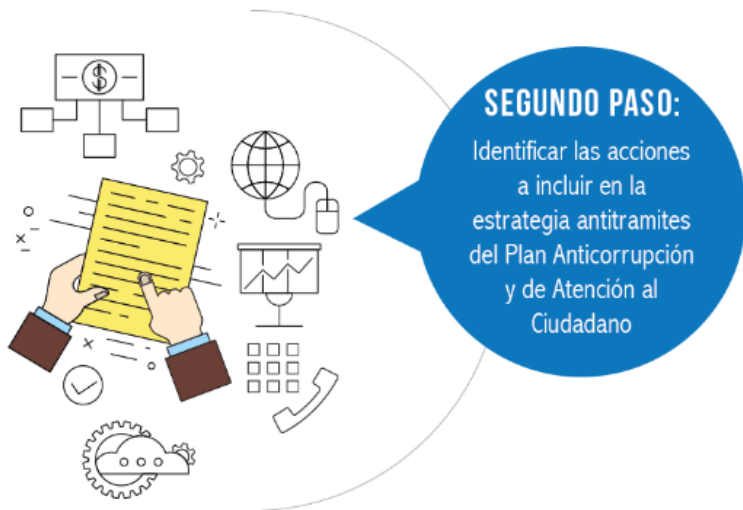 SEGUNDO PASO:
Identificar las acciones
a incluir en la
estrategia antitramites
del Plan Anticorrupción
y de Atención al
Ciudadano